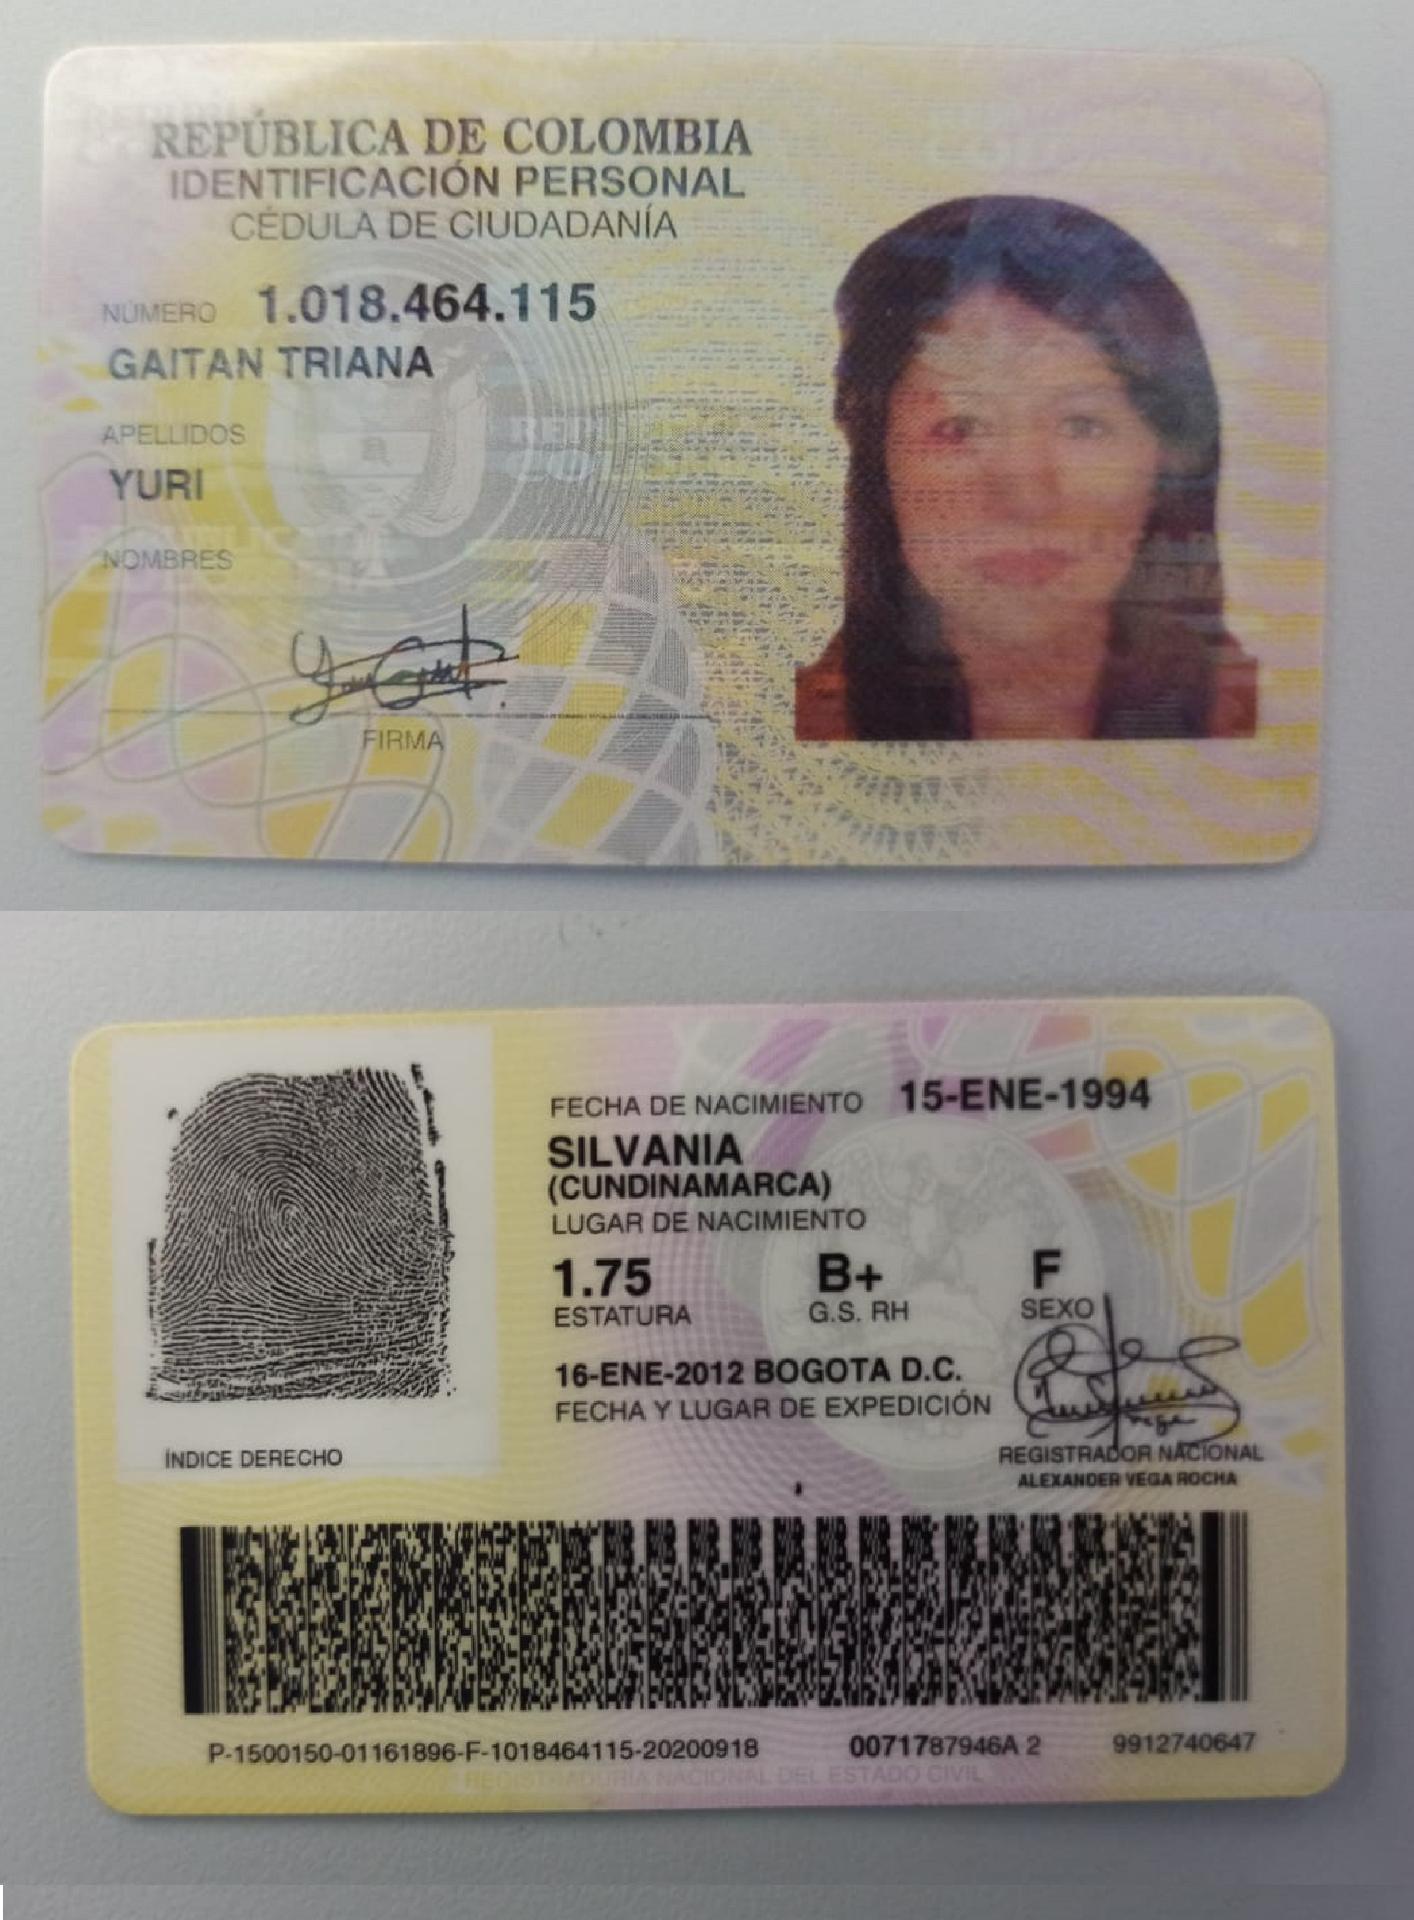 REPÚBLICA DE COLOMBIA
IDENTIFICACIÓN PERSONAL
CÉDULA DE CIUDADANÍA
NÚMERO 1.018.464.115
GAITAN TRIANA
APELLIDOS
YURI
NOMBRES
FIRMA
FECHA DE NACIMIENTO 15-ENE-1994
SILVANIA
(CUNDINAMARCA)
LUGAR DE NACIMIENTO
1.75 B+ F
ESTATURA G.S. RH SEXO
16-ENE-2012 BOGOTA D.C.
FECHA Y LUGAR DE EXPEDICIÓN
ÍNDICE DERECHO
REGISTRADOR NACIONAL
ALEXANDER VEGA ROCHA
P-1500150-01161896-F-1018464115-20200918 0071787946A 2 9912740647
REGISTRADURÍA NACIONAL DEL ESTADO CIVIL